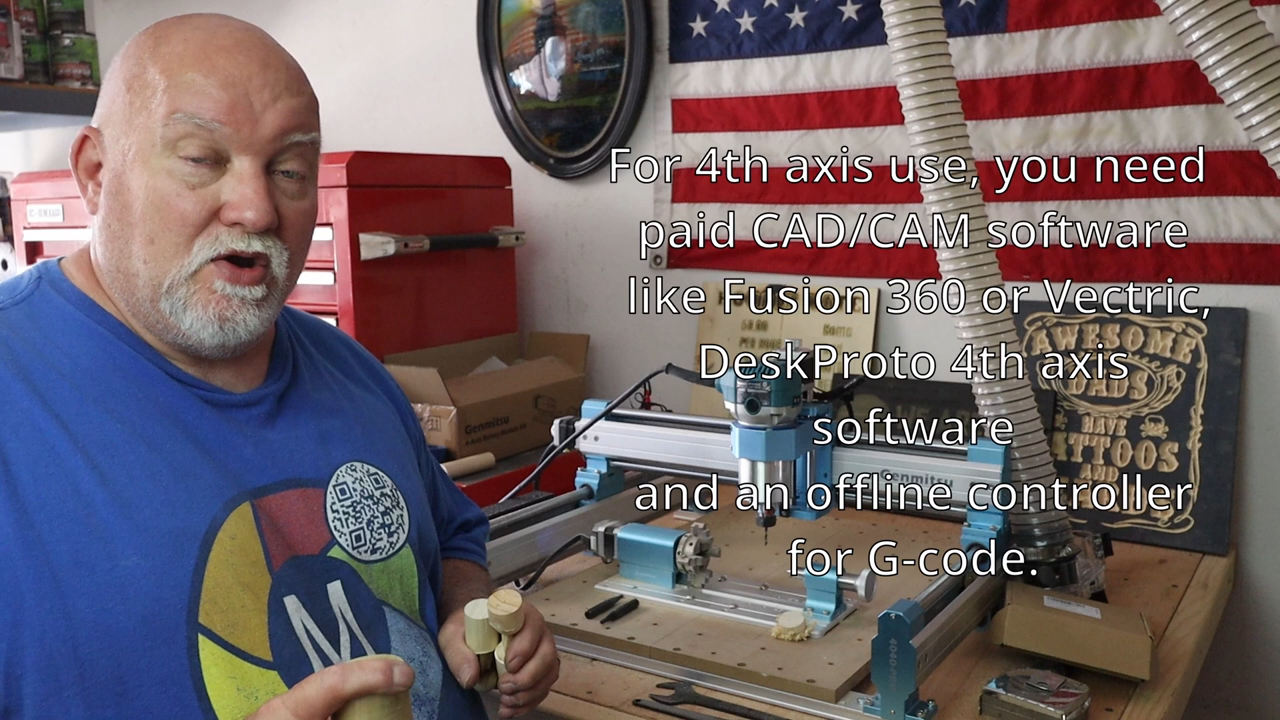 For 4th axis use, you need
paid CAD/CAM software
like Fusion 360 or Vectric,
DeskProto 4th axis
software
and an offline controller
for G-code.
Genmitsu
Genmitsu
M
AWESOME
DADS
HAVE
TATTOOS
AND